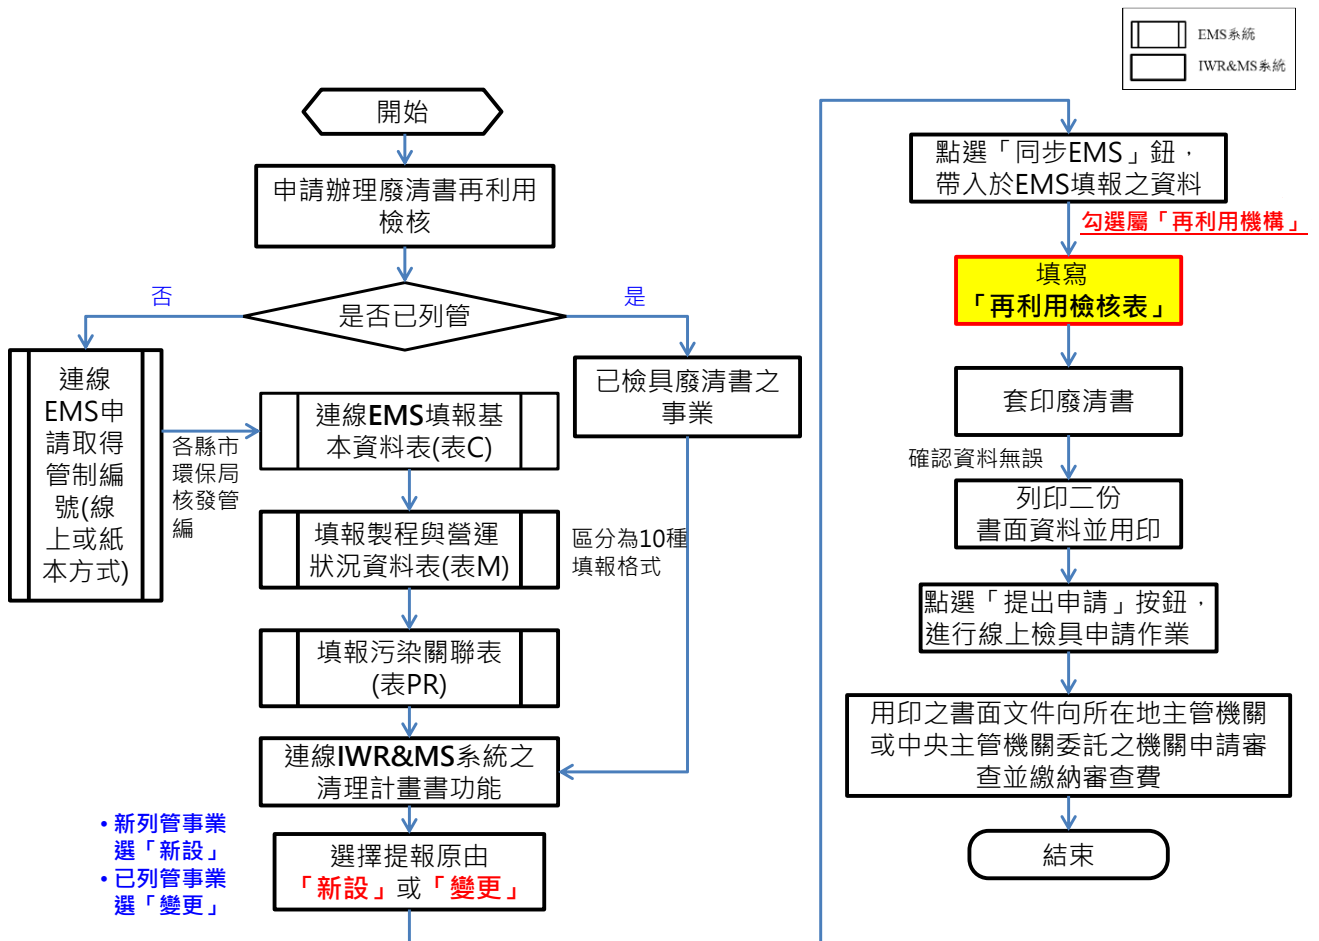 EMS系統
IWR&MS系統
開始
申請辦理廢清書再利用
檢核
是否已列管
否
是
連線
EMS申
請取得
管制編
號(線
上或紙
本方式)
各縣市
環保局
核發管
編
連線EMS填報基
本資料表(表C)
填報製程與營運
狀況資料表(表M)
區分為10種
填報格式
填報污染關聯表
(表PR)
已檢具廢清書之
事業
連線IWR&MS系統之
清理計畫書功能
• 新列管事業
選「新設」
• 已列管事業
選「變更」
選擇提報原由
「新設」或「變更」
點選「同步EMS」鈕，
帶入於EMS填報之資料
勾選屬「再利用機構」
填寫
「再利用檢核表」
套印廢清書
確認資料無誤
列印二份
書面資料並用印
點選「提出申請」按鈕，
進行線上檢具申請作業
用印之書面文件向所在地主管機關
或中央主管機關委託之機關申請審
查並繳納審查費
結束